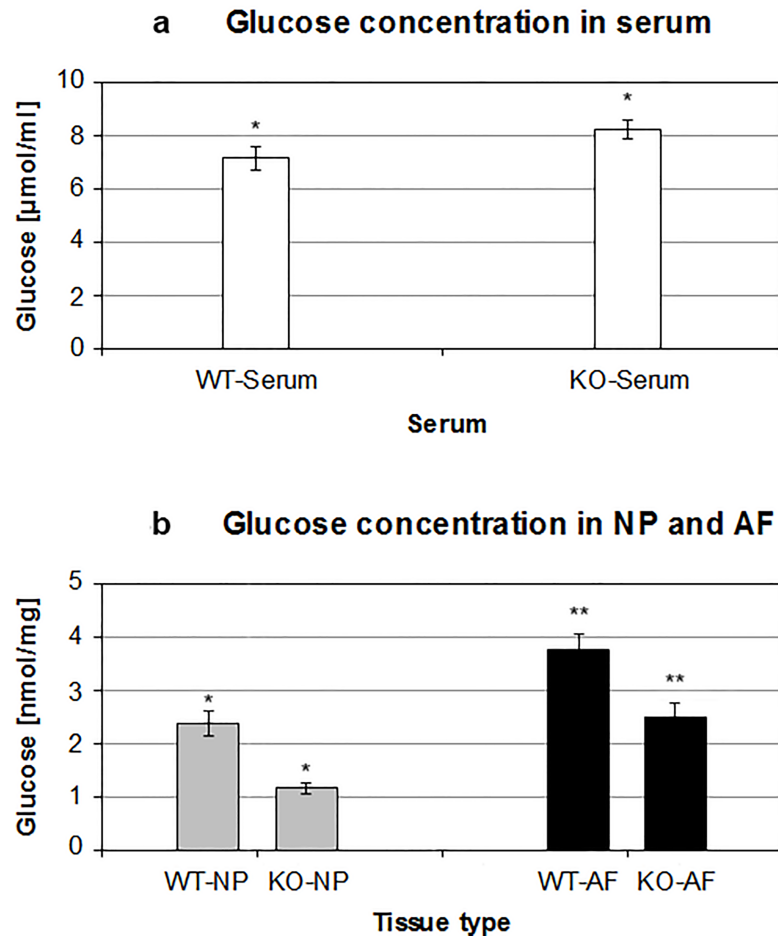 a Glucose concentration in serum
Glucose [µmol/ml]
10
8
6
4
2
0
*
*
WT-Serum KO-Serum
Serum
b Glucose concentration in NP and AF
Glucose [nmol/mg]
5
4
3
2
1
0
*
*
**
**
WT-NP KO-NP WT-AF KO-AF
Tissue type